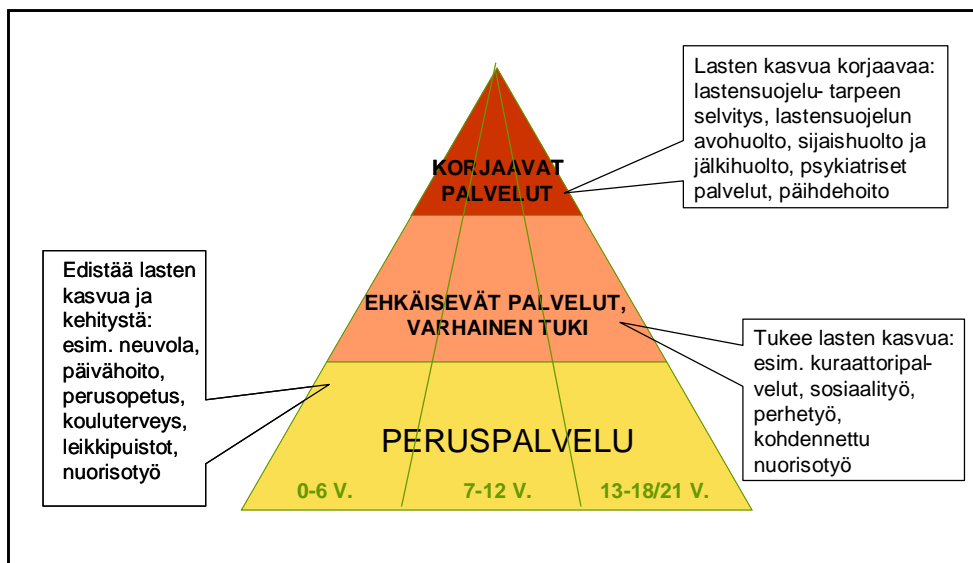 Lasten kasvua korjaavaa:
lastensuojelu- tarpeen
selvitys, lastensuojelun
avohuolto, sijaishuolto ja
jälkihuolto, psykiatriset
palvelut, päihdehoito
KORJAAVAT
PALVELUT
Edistää lasten
kasvua ja
kehitystä:
esim. neuvola,
päivähoito,
perusopetus,
kouluterveys,
leikkipuistot,
nuorisotyö
EHKÄISEVÄT PALVELUT,
VARHAINEN TUKI
Tukee lasten kasvua:
esim. kuraattoripal-
velut, sosiaalityö,
perhetyö,
kohdennettu
nuorisotyö
PERUSPALVELU
0-6 V. 7-12 V. 13-18/21 V.